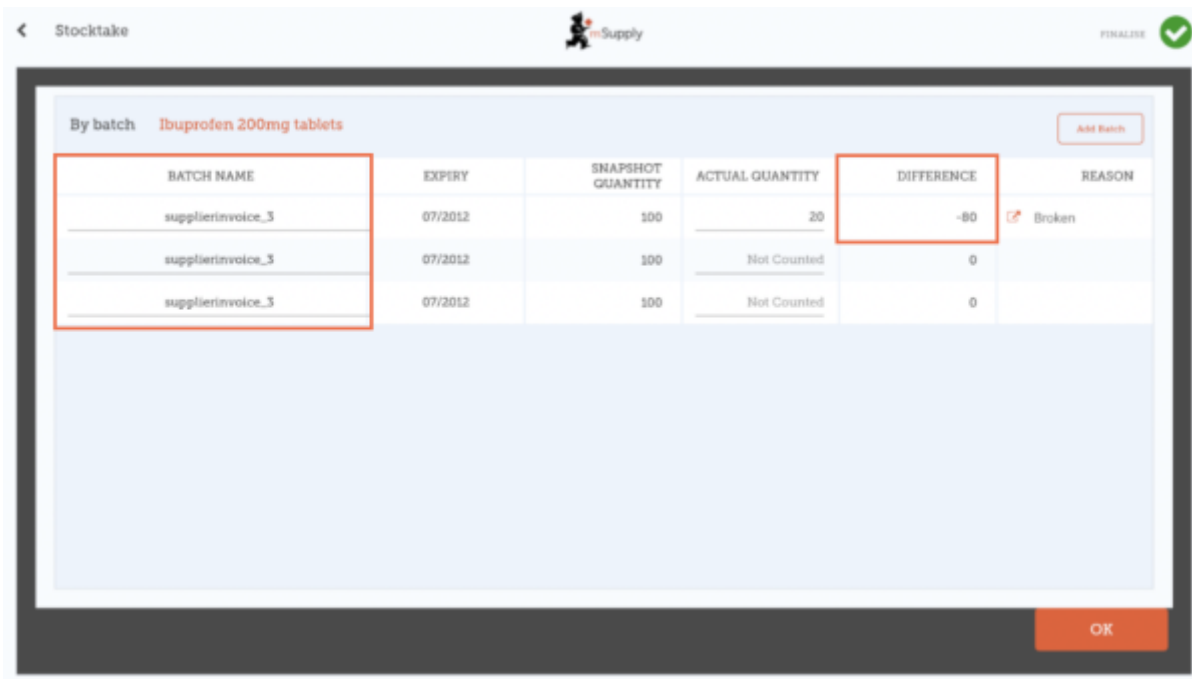 Stocktake
mSupply
FINALISE
By batch Ibuprofen 200mg tablets
Add Batch
BATCH NAME EXPIRY SNAPSHOT QUANTITY ACTUAL QUANTITY DIFFERENCE REASON
supplierinvoice_3 07/2012 100 20 -80 Broken
supplierinvoice_3 07/2012 100 Not Counted 0
supplierinvoice_3 07/2012 100 Not Counted 0
OK